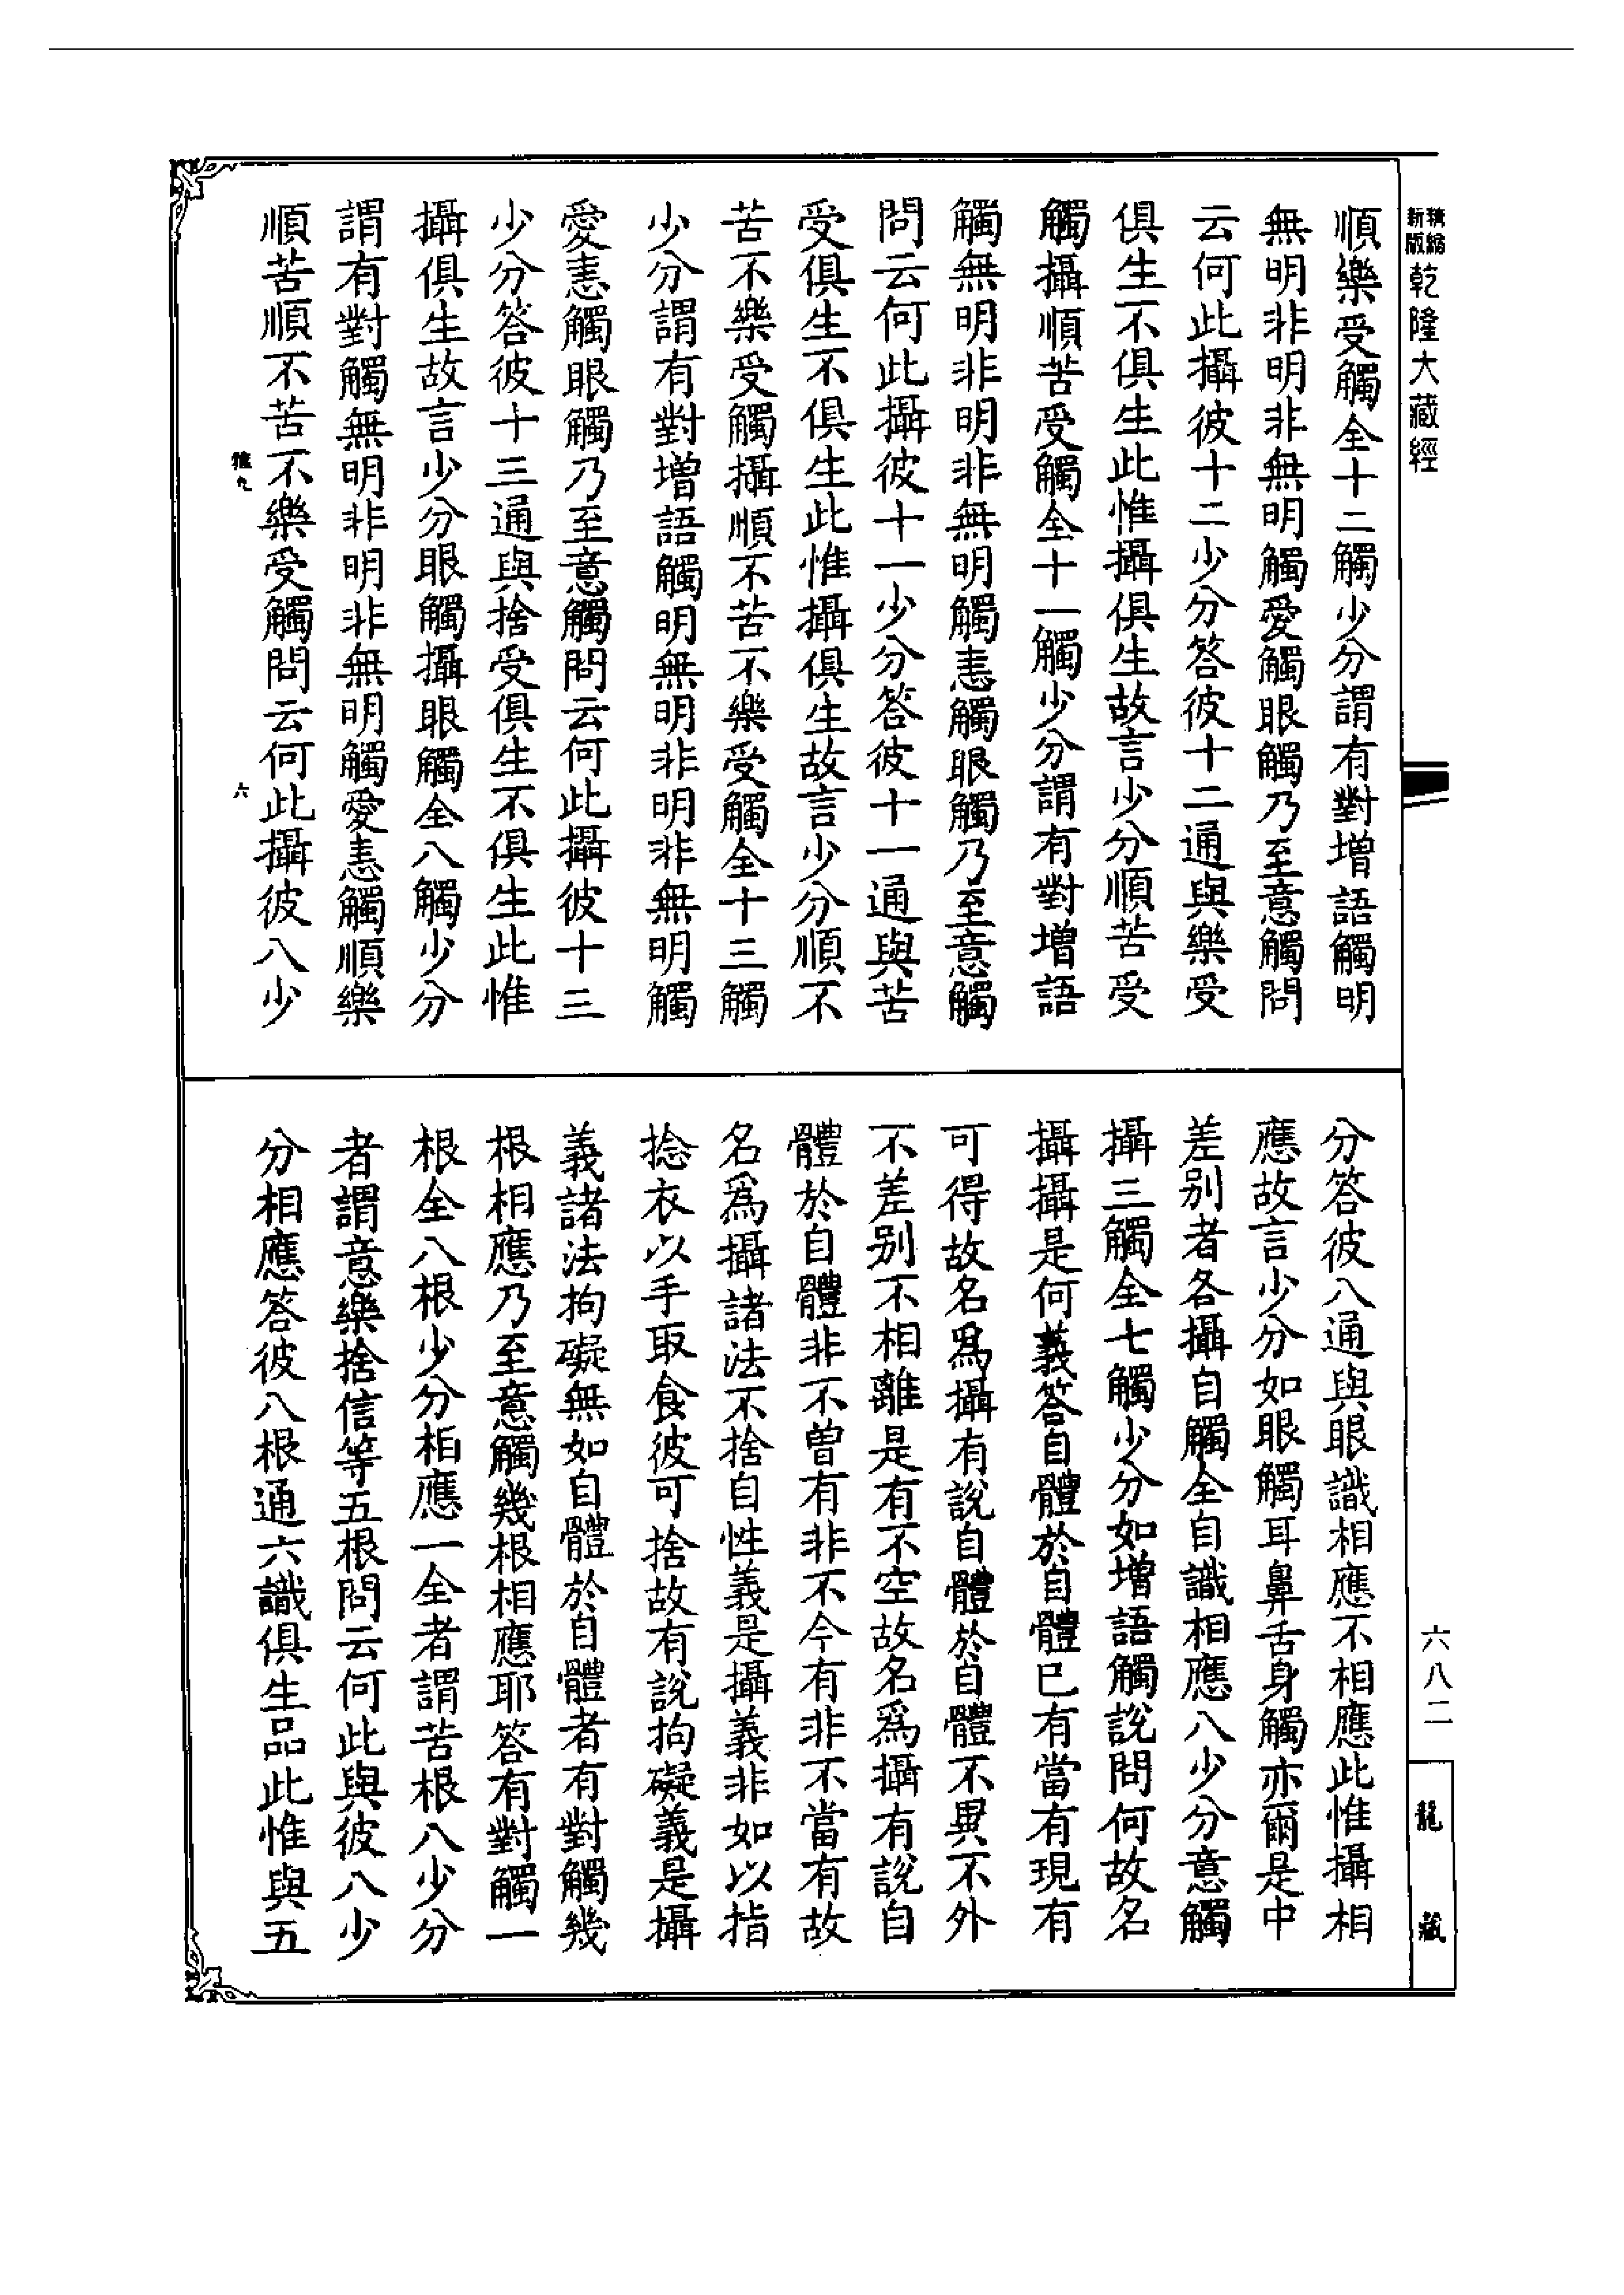 新版精縮乾隆大藏經
順樂受觸全十二觸少分謂有對增語觸明
無明非明非無明觸愛觸眼觸乃至意觸問
云何此攝彼十二少分答彼十二通與樂受
俱生不俱生此惟攝俱生故言少分順苦受
觸攝順苦受觸全十一觸少分謂有對增語
觸無明非明非無明觸恚觸眼觸乃至意觸
問云何此攝彼十一少分答彼十一通與苦
受俱生不俱生此惟攝俱生故言少分順不
苦不樂受觸攝順不苦不樂受觸全十三觸
少分謂有對增語觸明無明非明非無明觸
愛恚觸眼觸乃至意觸問云何此攝彼十三
少分答彼十三通與捨受俱生不俱生此惟
攝俱生故言少分眼觸攝眼觸全八觸少分
謂有對觸無明非明非無明觸愛恚觸順樂
順苦順不苦不樂受觸問云何此攝彼八少
六
分答彼八通與眼識相應不相應此惟攝相
應故言少分如眼觸耳鼻舌身觸亦爾是中
差别者各攝自觸全自識相應八少分意觸
攝三觸全七觸少分如增語觸說問何故名
攝攝是何義答自體於自體已有當有現有
可得故名爲攝有說自體於自體不異不外
不差别不相離是有不空故名爲攝有說自
體於自體非不曾有非不今有非不當有故
名爲攝諸法不捨自性義是攝義非如以指
捻衣以手取食彼可捨故有說拘礙義是攝
義諸法拘礙無如自體於自體者有對觸幾
根相應乃至意觸幾根相應耶答有對觸一
根全八根少分相應一全者謂苦根八少分
者謂意樂捨信等五根問云何此與彼八少
分相應答彼八根通六識俱生品此惟與五
六八二
龍藏